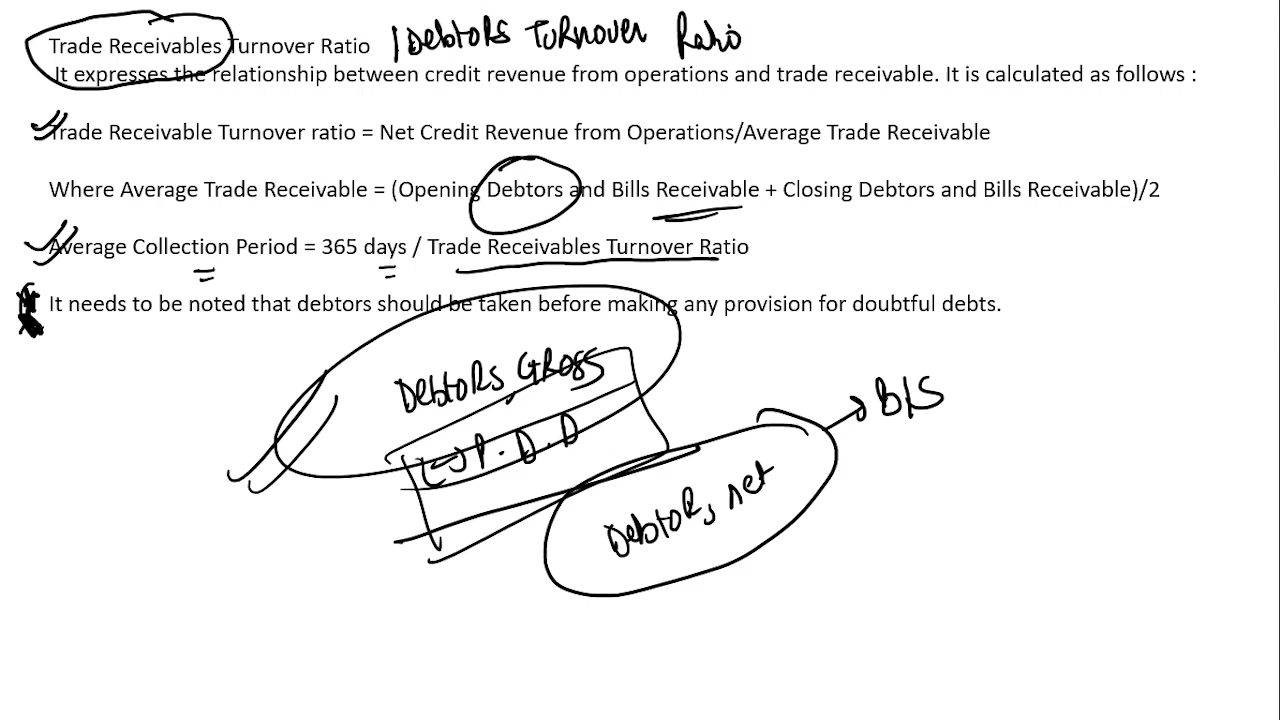 Trade Receivables Turnover Ratio / Debtors Turnover Ratio
It expresses the relationship between credit revenue from operations and trade receivable. It is calculated as follows :
Trade Receivable Turnover ratio = Net Credit Revenue from Operations/Average Trade Receivable
Where Average Trade Receivable = (Opening Debtors and Bills Receivable + Closing Debtors and Bills Receivable)/2
Average Collection Period = 365 days / Trade Receivables Turnover Ratio
It needs to be noted that debtors should be taken before making any provision for doubtful debts.
Debtors, Gross
(-) P.D.D
Debtors, net
B/S